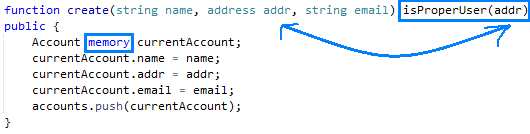 function create(string name, address addr, string email) isProperUser(addr)
public {
    Account memory currentAccount;
    currentAccount.name = name;
    currentAccount.addr = addr;
    currentAccount.email = email;
    accounts.push(currentAccount);
}